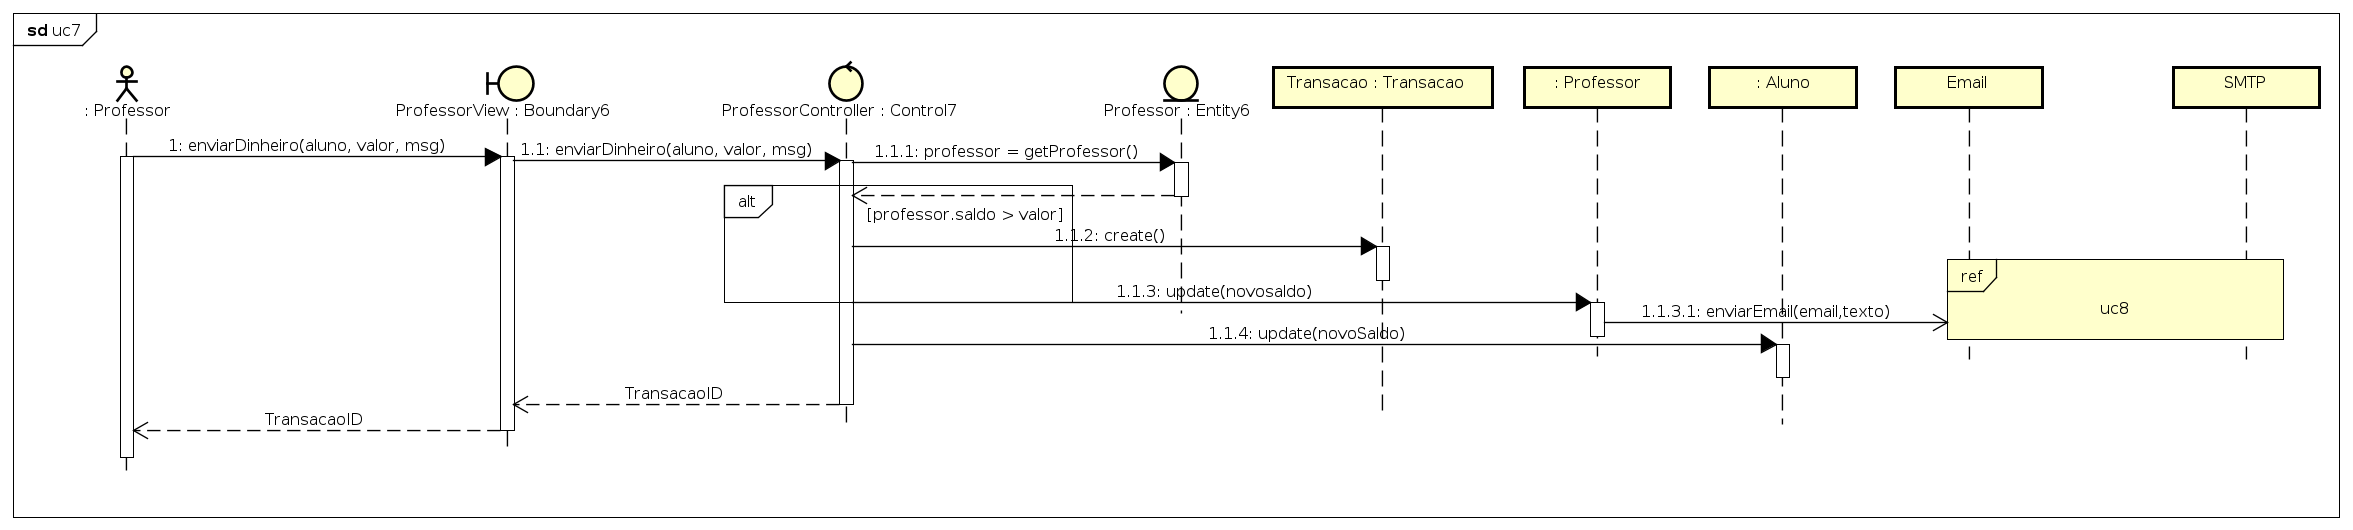 sd uc7
: Professor
ProfessorView : Boundary6
ProfessorController : Control7
Professor : Entity6
Transacao : Transacao
: Professor
: Aluno
Email
SMTP
1: enviarDinheiro(aluno, valor, msg)
1.1: enviarDinheiro(aluno, valor, msg)
1.1.1: professor = getProfessor()
alt
[professor.saldo > valor]
1.1.2: create()
ref
uc8
1.1.3: update(novosaldo)
1.1.3.1: enviarEmail(email,texto)
1.1.4: update(novoSaldo)
TransacaoID
TransacaoID